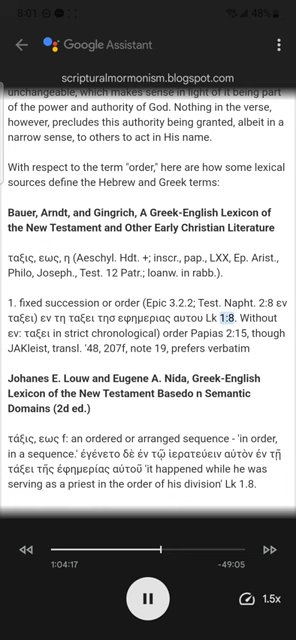 8:01
48%
Google Assistant
scripturalmormonism.blogspot.com
unchangeable, which makes sense in light of it being part
of the power and authority of God. Nothing in the verse,
however, precludes this authority being granted, albeit in a
narrow sense, to others to act in His name.
With respect to the term "order," here are how some lexical
sources define the Hebrew and Greek terms:
Bauer, Arndt, and Gingrich, A Greek-English Lexicon of
the New Testament and Other Early Christian Literature
ταξις, εως, η (Aeschyl. Hdt. +; inscr., pap., LXX, Ep. Arist.,
Philo, Joseph., Test. 12 Patr.; loanw. in rabb.).
1. fixed succession or order (Epic 3.2.2; Test. Napht. 2:8 εν
ταξει) εν τη ταξει τησ εφημεριας αυτου Lk 1:8. Without
εν: ταξει in strict chronological) order Papias 2:15, though
JAKleist, transl. '48, 207f, note 19, prefers verbatim
Johanes E. Louw and Eugene A. Nida, Greek-English
Lexicon of the New Testament Basedo n Semantic
Domains (2d ed.)
τάξις, εως f: an ordered or arranged sequence - 'in order,
in a sequence.' ἐγένετο δὲ ἐν τῷ ἱερατεύειν αὐτὸν ἐν τῇ
τάξει τῆς ἐφημερίας αὐτοῦ 'it happened while he was
serving as a priest in the order of his division' Lk 1.8.
1:04:17
-49:05
1.5x